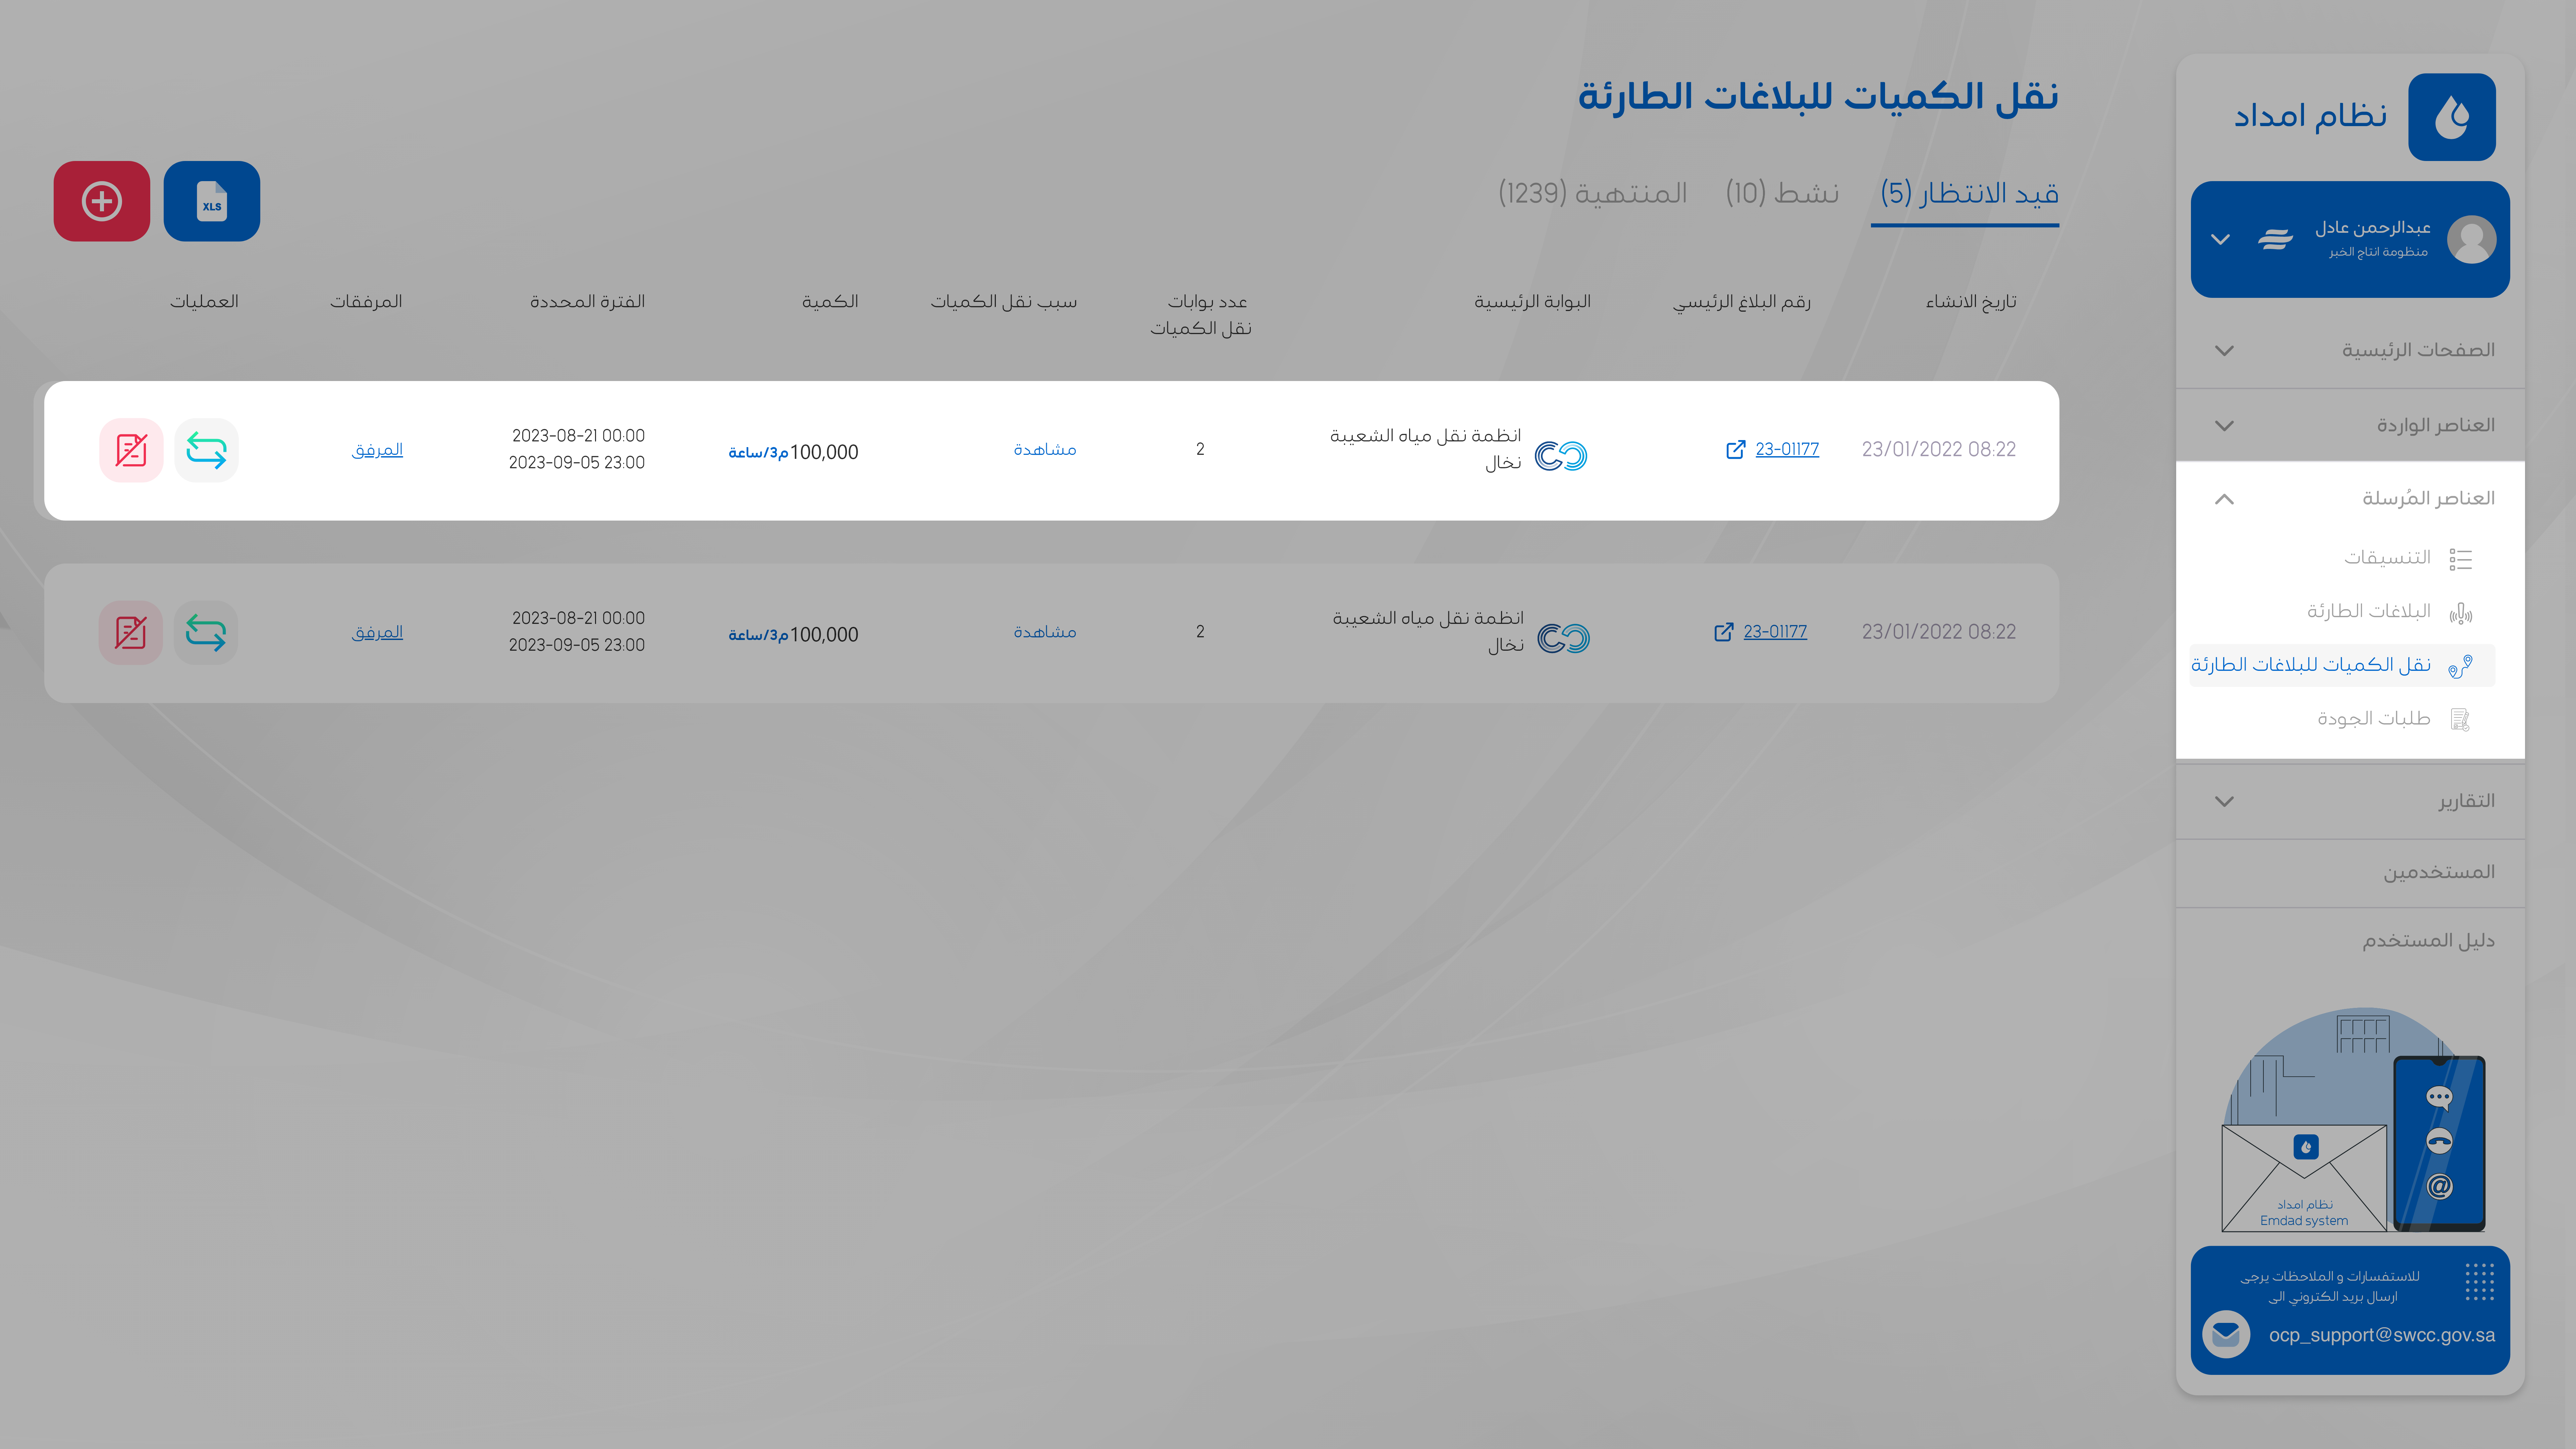 نظام امداد
عبدالرحمن عادل
منظومة انتاج الخبر
الصفحات الرئيسية
العناصر الواردة
العناصر المُرسلة
التنسيقات
البلاغات الطارئة
نقل الكميات للبلاغات الطارئة
طلبات الجودة
التقارير
المستخدمين
دليل المستخدم
نظام امداد
Emdad system
للاستفسارات و الملاحظات يرجى
ارسال بريد الكتروني الى
ocp_support@swcc.gov.sa
نقل الكميات للبلاغات الطارئة
قيد الانتظار (5) نشط (10) المنتهية (1239)
XLS
تاريخ الانشاء رقم البلاغ الرئيسي البوابة الرئيسية عدد بوابات سبب نقل الكميات الكمية الفترة المحددة المرفقات العمليات
نقل الكميات
انظمة نقل مياه الشعيبة 2023-08-21 00:00
23/01/2022 08:22 23-01177 2 مشاهدة 100,000م3/ساعة المرفق
نخال 2023-09-05 23:00
انظمة نقل مياه الشعيبة 2023-08-21 00:00
23/01/2022 08:22 23-01177 2 مشاهدة 100,000م3/ساعة المرفق
نخال 2023-09-05 23:00